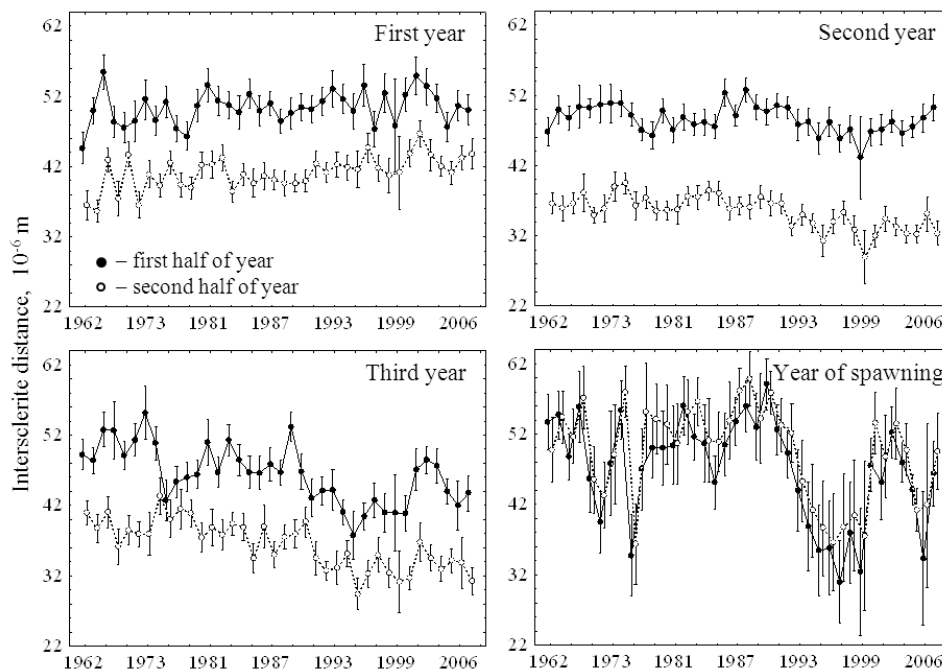 Intersclerite distance, 10⁻⁶ m
First year
62
52
42
32
22
● – first half of year
○ – second half of year
1962 1973 1981 1987 1993 1999 2006
Second year
62
52
42
32
22
1962 1973 1981 1987 1993 1999 2006
Third year
62
52
42
32
22
1962 1973 1981 1987 1993 1999 2006
Year of spawning
62
52
42
32
22
1962 1973 1981 1987 1993 1999 2006